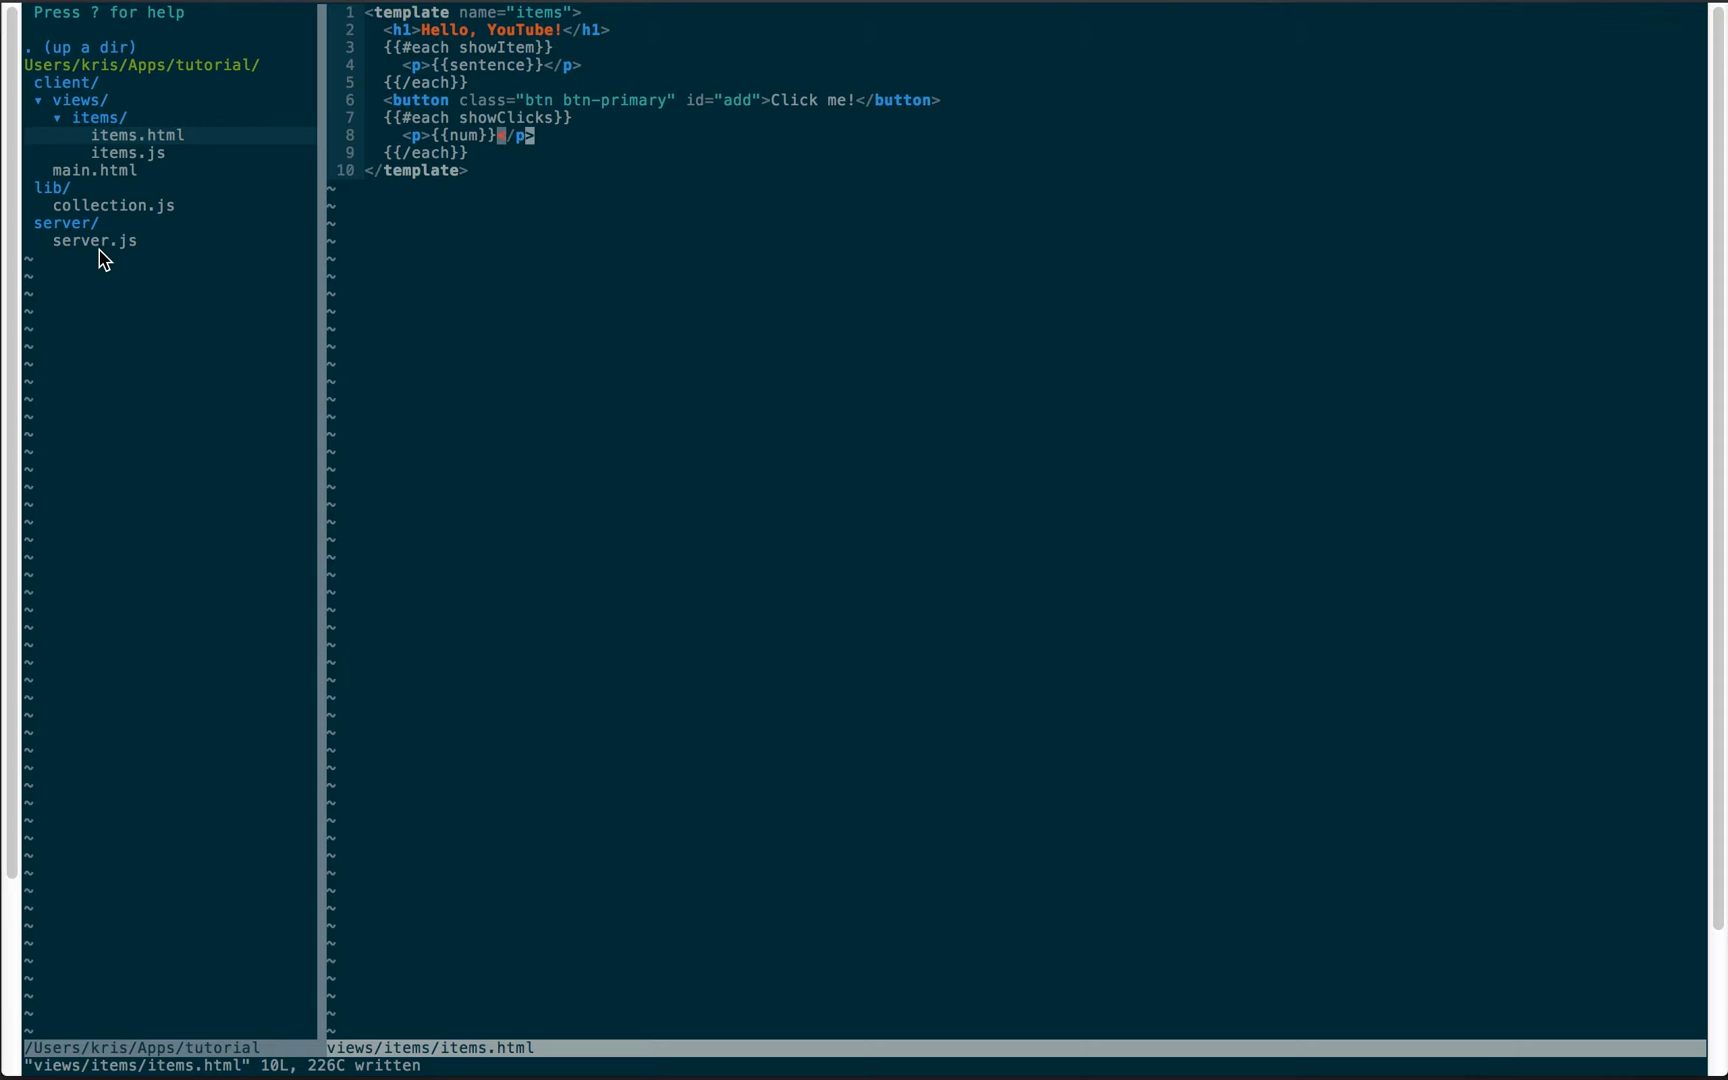 Press ? for help
. (up a dir)
Users/kris/Apps/tutorial/
client/
▾ views/
▾ items/
items.html
items.js
main.html
lib/
collection.js
server/
server.js
1 <template name="items">
2 <h1>Hello, YouTube!</h1>
3 {{#each showItem}}
4 <p>{{sentence}}</p>
5 {{/each}}
6 <button class="btn btn-primary" id="add">Click me!</button>
7 {{#each showClicks}}
8 <p>{{num}}</p>
9 {{/each}}
10 </template>
/Users/kris/Apps/tutorial
views/items/items.html
"views/items/items.html" 10L, 226C written